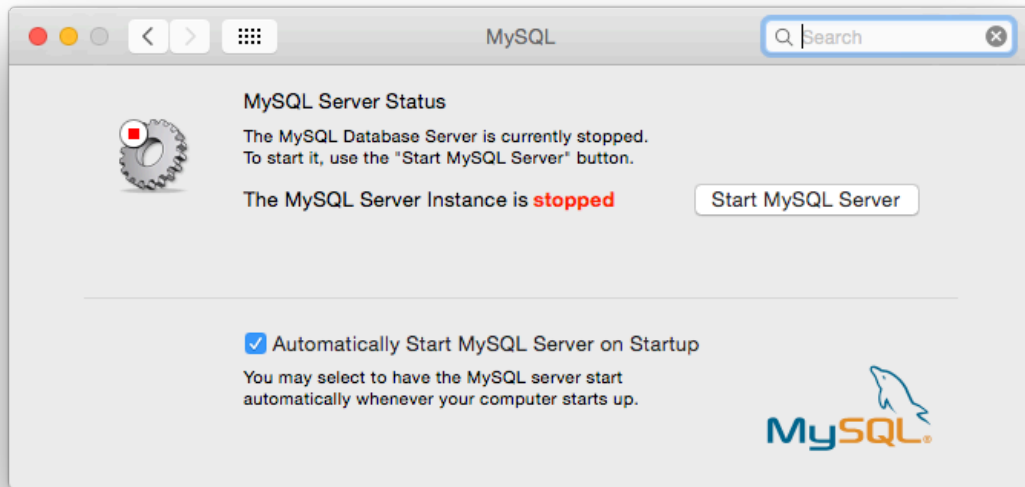 MySQL
Search
MySQL Server Status
The MySQL Database Server is currently stopped.
To start it, use the "Start MySQL Server" button.
The MySQL Server Instance is stopped
Start MySQL Server
Automatically Start MySQL Server on Startup
You may select to have the MySQL server start
automatically whenever your computer starts up.
MySQL®